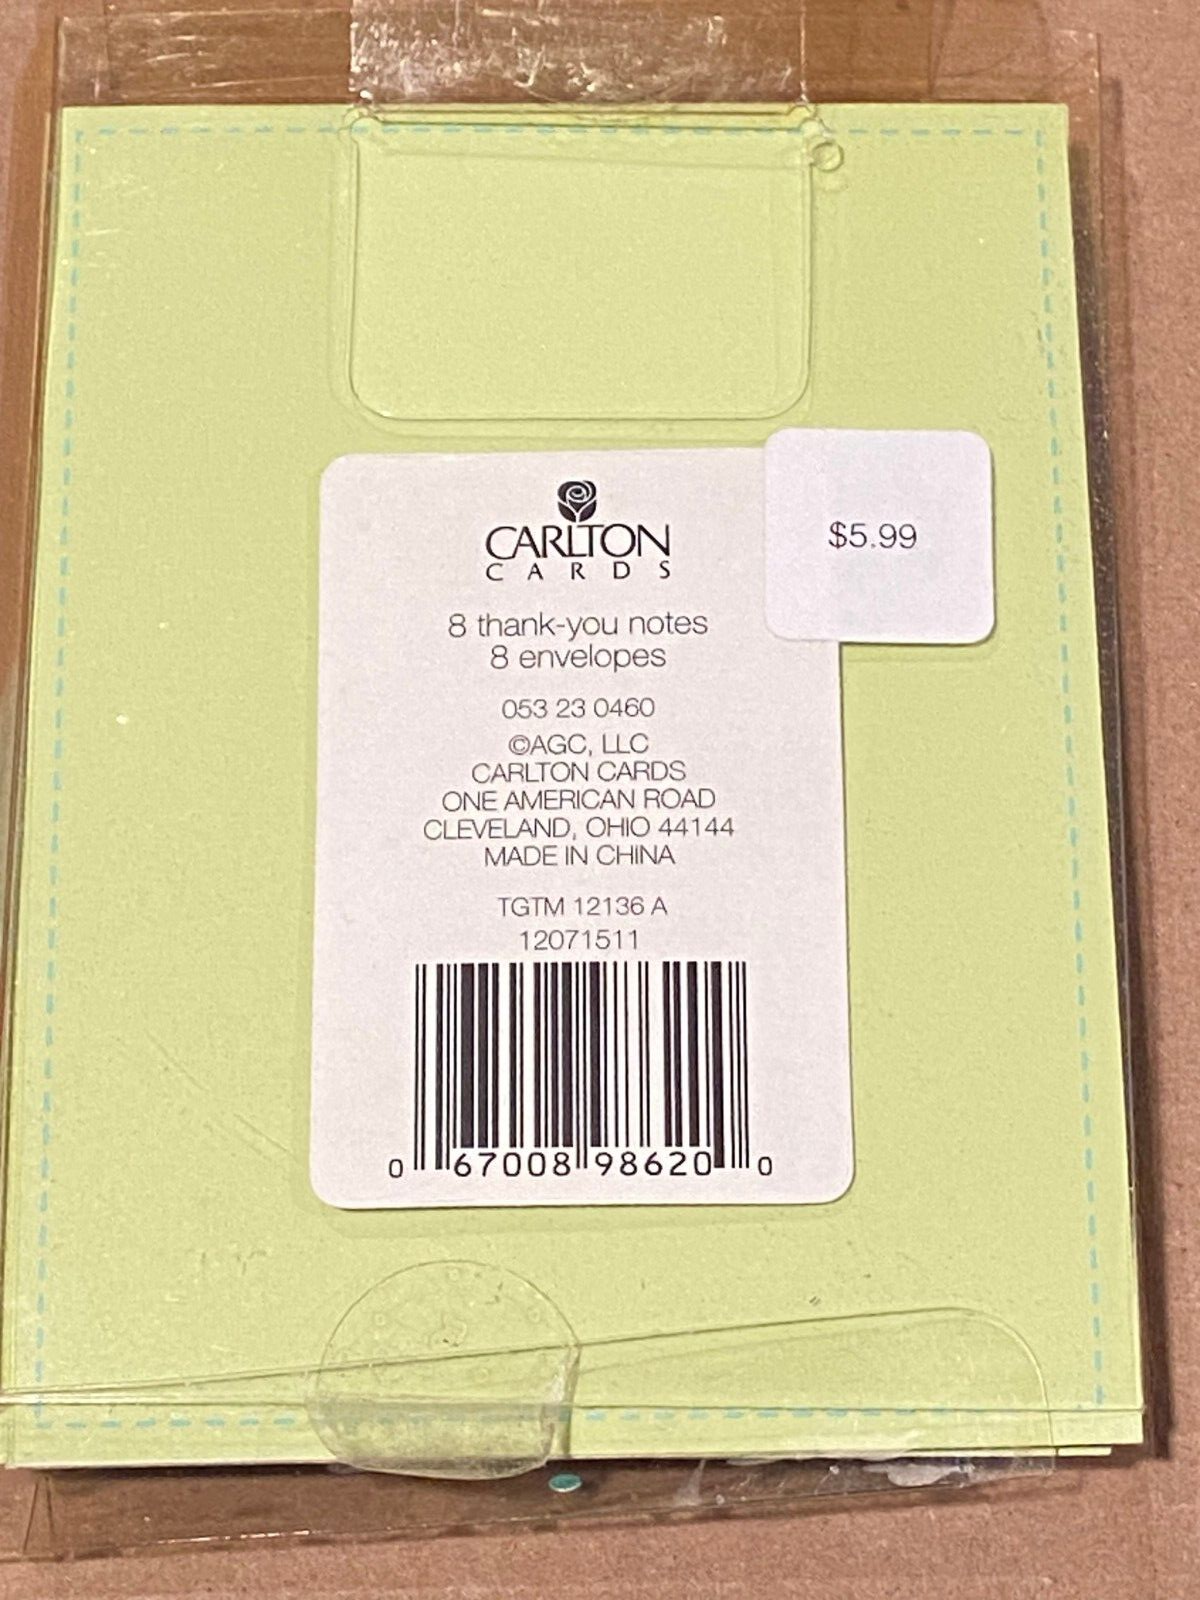 CARLTON
CARDS
$5.99
8 thank-you notes
8 envelopes
053 23 0460
©AGC, LLC
CARLTON CARDS
ONE AMERICAN ROAD
CLEVELAND, OHIO 44144
MADE IN CHINA
TGTM 12136 A
12071511
0 67008 98620 0